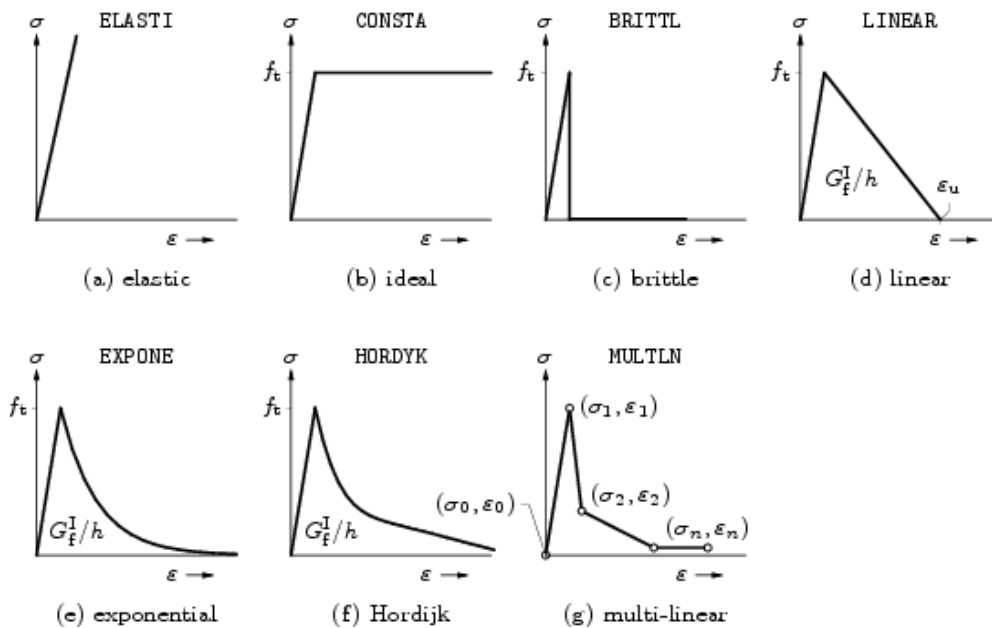 σ ELASTI
ε
(a) elastic
σ CONSTA
f_t
ε
(b) ideal
σ BRITTL
f_t
ε
(c) brittle
σ LINEAR
f_t
G_f^I/h
ε_u
ε
(d) linear
σ EXPONE
f_t
G_f^I/h
ε
(e) exponential
σ HORDYK
f_t
G_f^I/h
ε
(f) Hordijk
σ MULTLN
(σ_1, ε_1)
(σ_0, ε_0)
(σ_2, ε_2)
(σ_n, ε_n)
ε
(g) multi-linear